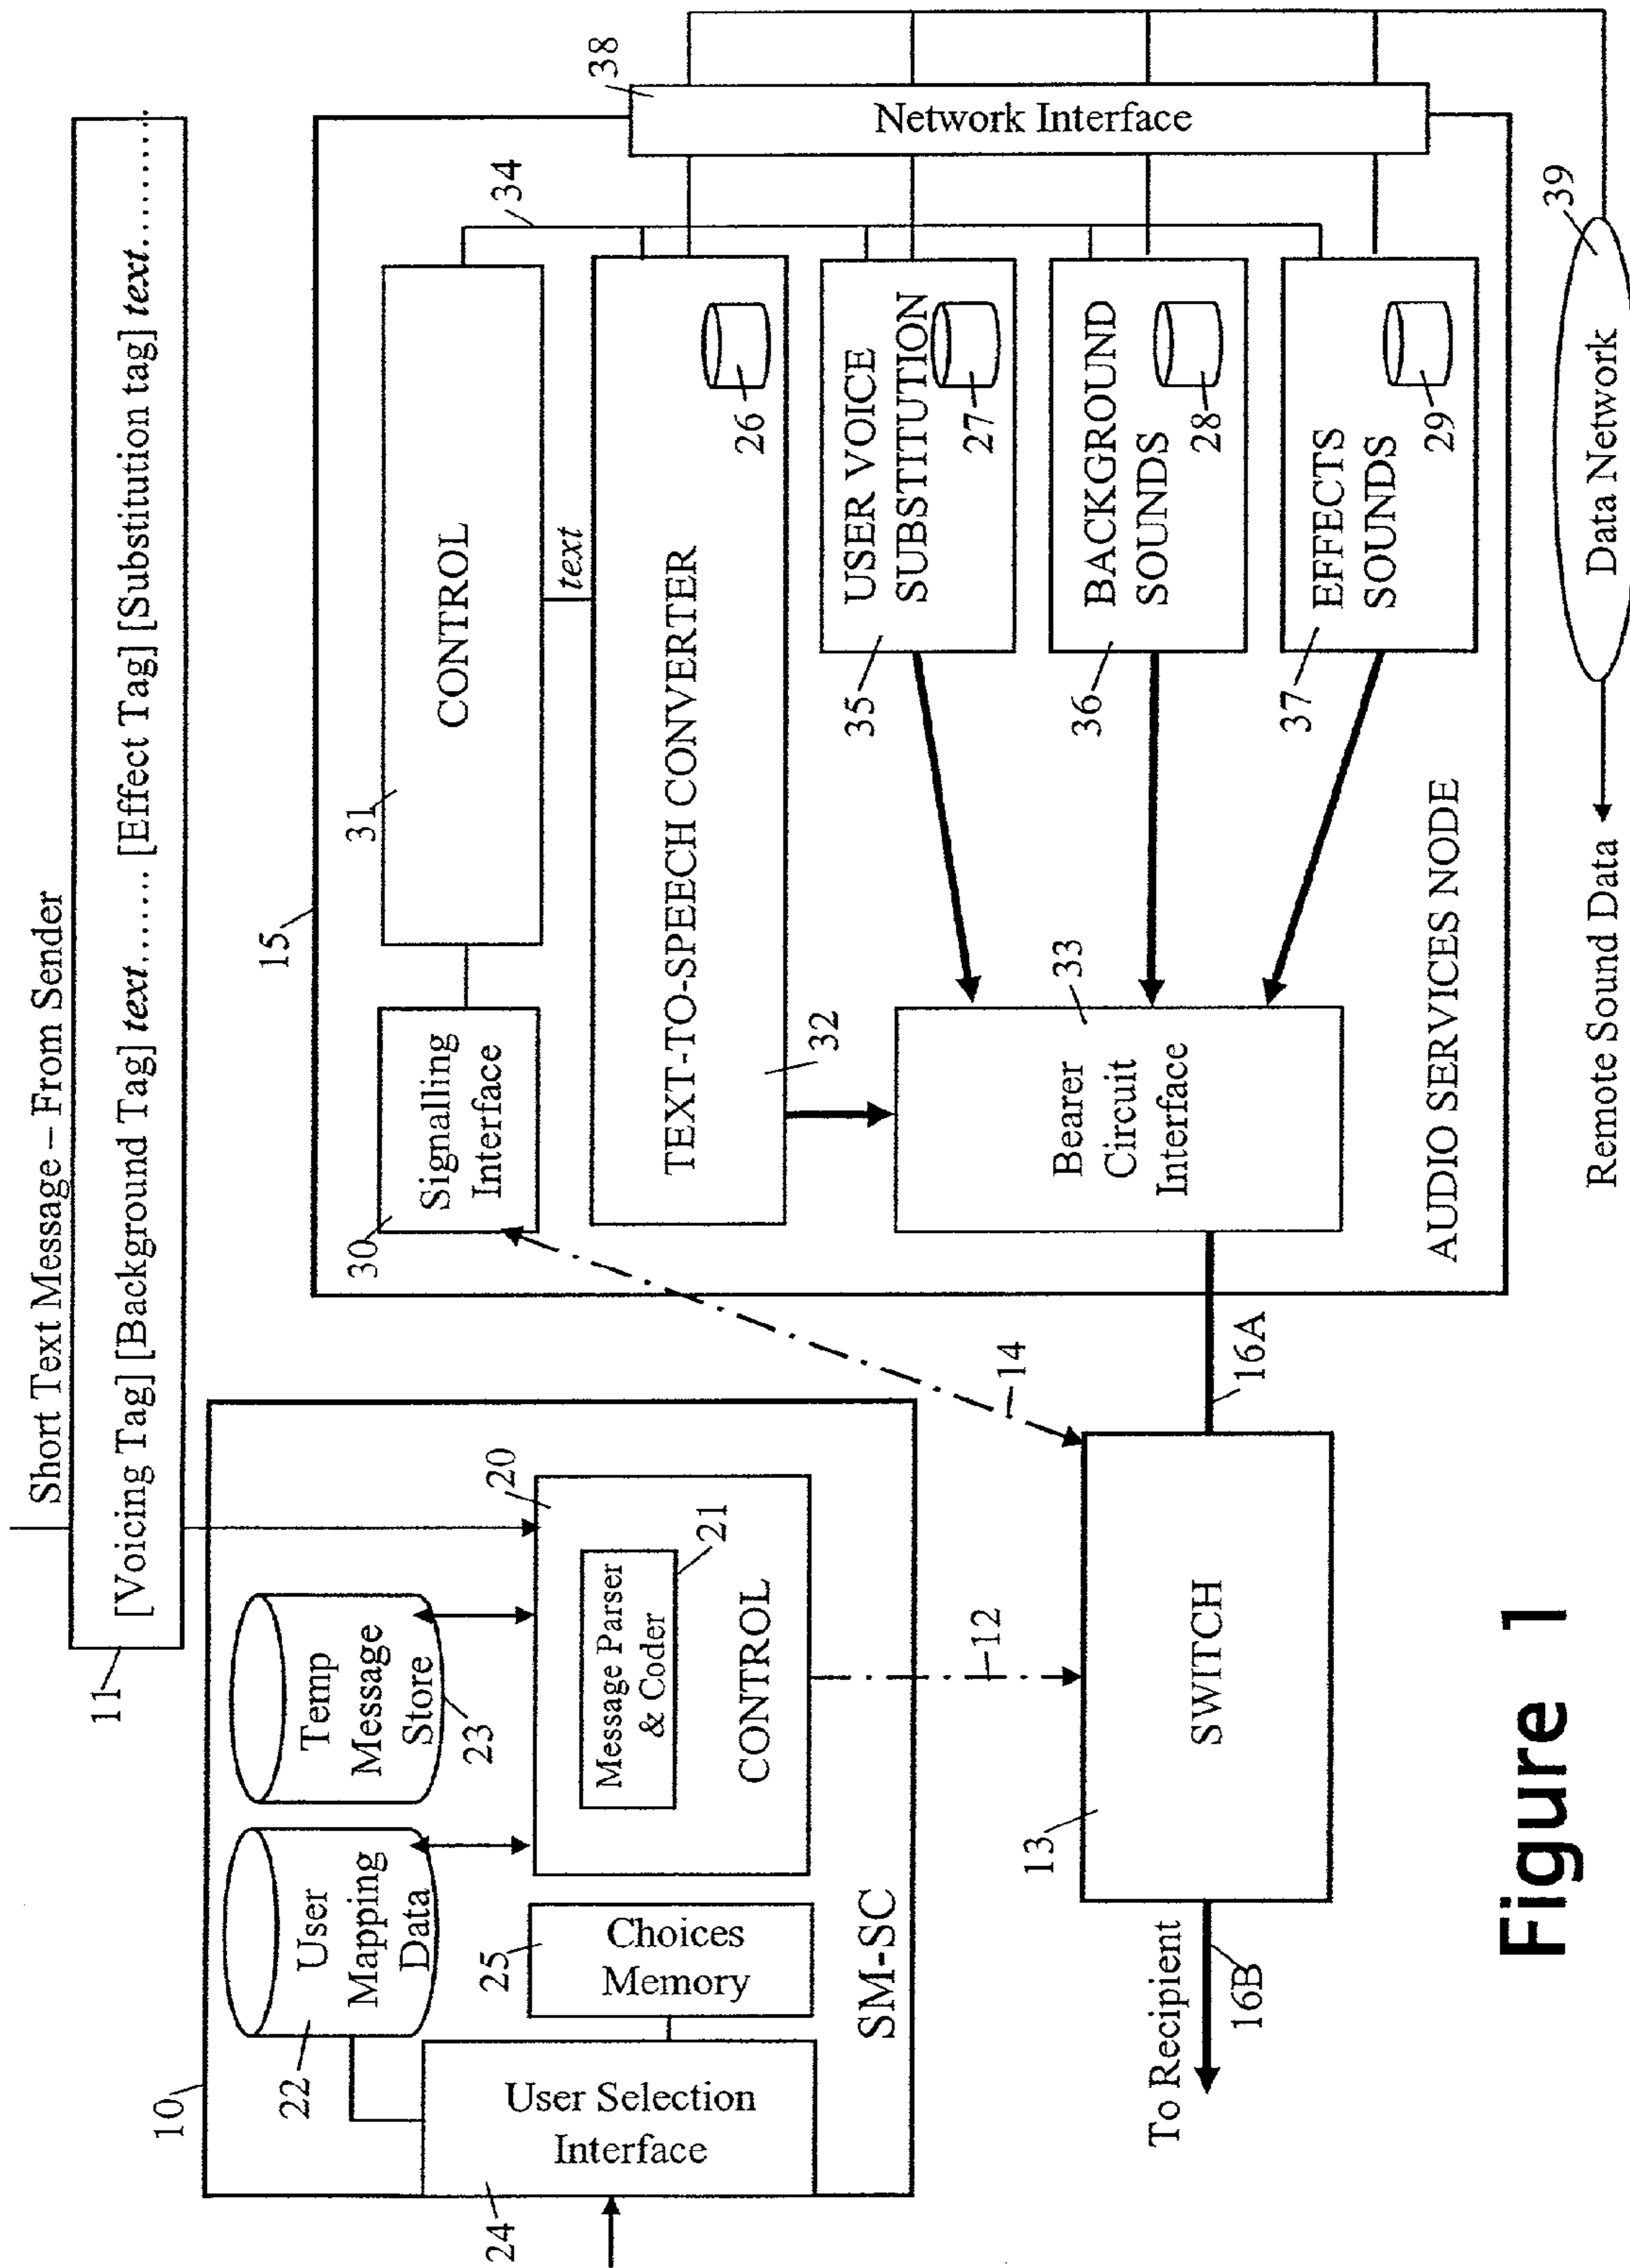 Short Text Message – From Sender
[Voicing Tag] [Background Tag] text....... [Effect Tag] [Substitution tag] text..........
11
10
22
User
Mapping
Data
Temp
Message
Store
23
20
Message Parser
& Coder
21
CONTROL
25
Choices
Memory
24
User Selection
Interface
SM-SC
12
13
SWITCH
14
16A
16B
To Recipient
15
30
Signalling
Interface
31
CONTROL
34
text
TEXT-TO-SPEECH CONVERTER
26
32
33
Bearer
Circuit
Interface
35
USER VOICE
SUBSTITUTION
27
36
BACKGROUND
SOUNDS
28
37
EFFECTS
SOUNDS
29
38
Network Interface
AUDIO SERVICES NODE
39
Data Network
Remote Sound Data
Figure 1